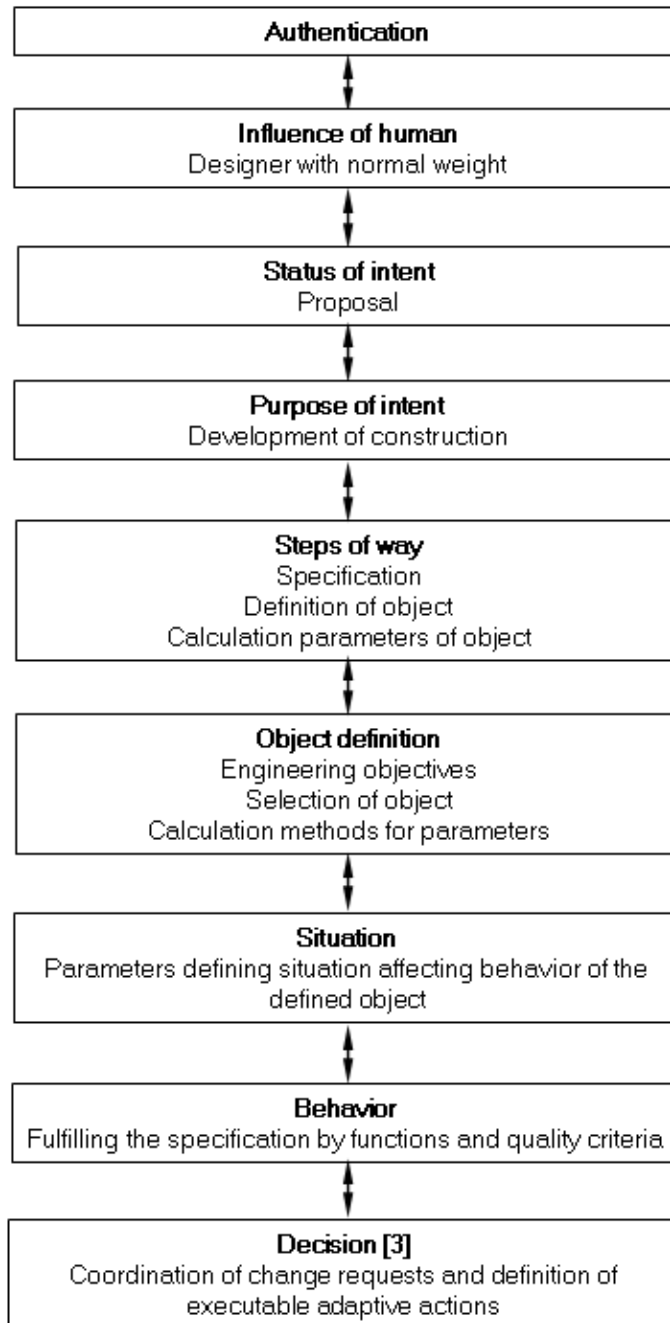 Authentication
Influence of human
Designer with normal weight
Status of intent
Proposal
Purpose of intent
Development of construction
Steps of way
Specification
Definition of object
Calculation parameters of object
Object definition
Engineering objectives
Selection of object
Calculation methods for parameters
Situation
Parameters defining situation affecting behavior of the
defined object
Behavior
Fulfilling the specification by functions and quality criteria
Decision [3]
Coordination of change requests and definition of
executable adaptive actions